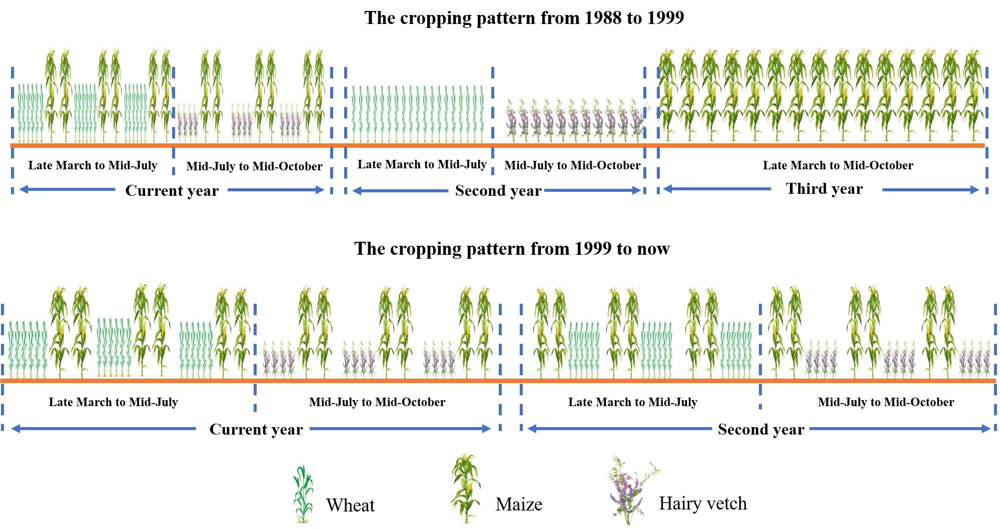 The cropping pattern from 1988 to 1999
Late March to Mid-July
Mid-July to Mid-October
Late March to Mid-July
Mid-July to Mid-October
Late March to Mid-October
Current year
Second year
Third year
The cropping pattern from 1999 to now
Late March to Mid-July
Mid-July to Mid-October
Late March to Mid-July
Mid-July to Mid-October
Current year
Second year
Wheat
Maize
Hairy vetch